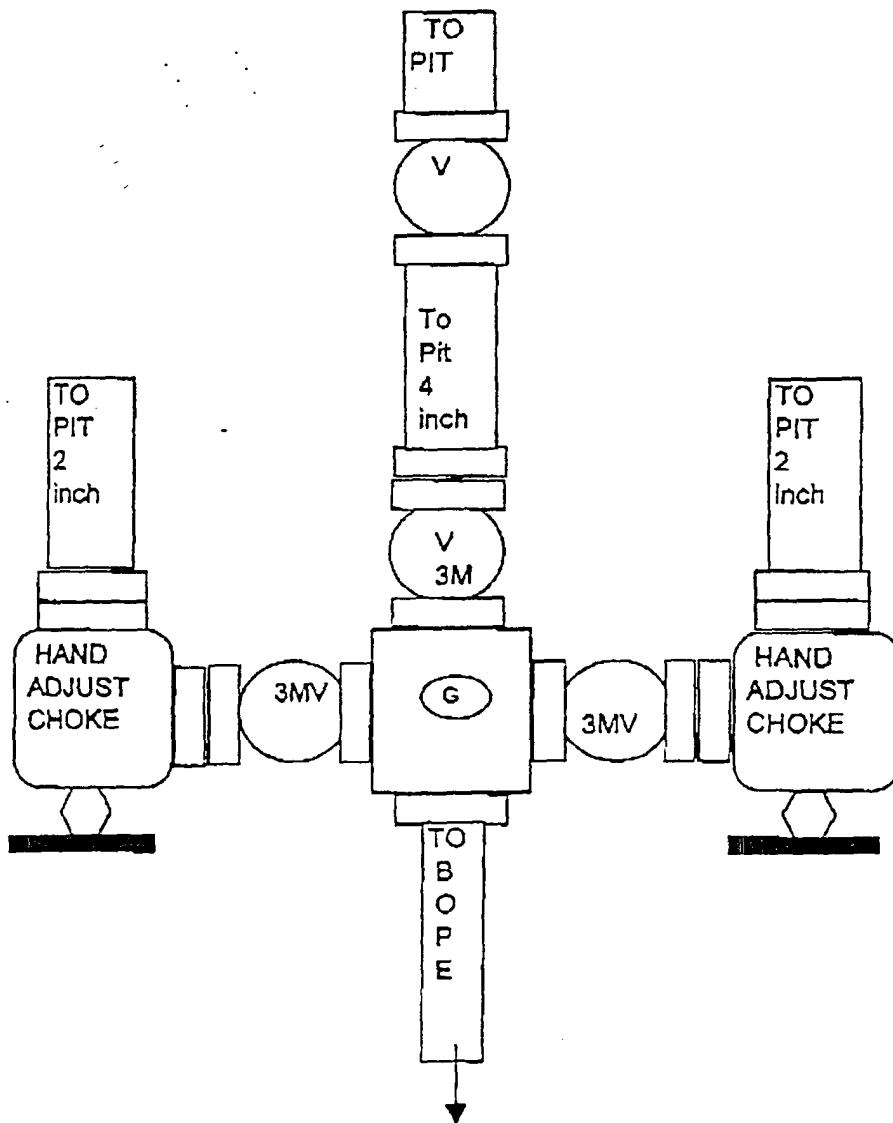 TO
PIT
V
To
Pit
4
inch
TO
PIT
2
inch
TO
PIT
2
inch
V
3M
HAND
ADJUST
CHOKE
3MV
G
3MV
HAND
ADJUST
CHOKE
TO
B
O
P
E